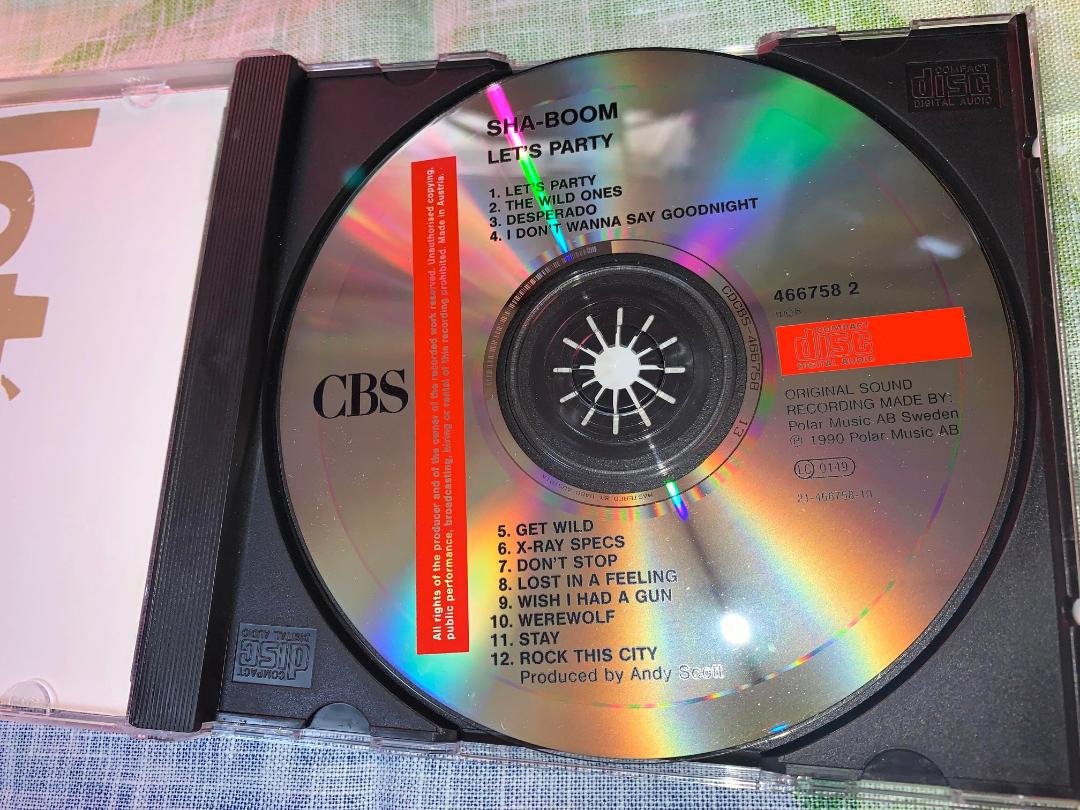 SHA-BOOM
LET'S PARTY
1. LET'S PARTY
2. THE WILD ONES
3. DESPERADO
4. I DON'T WANNA SAY GOODNIGHT
COMPACT
disc
DIGITAL AUDIO
All rights of the producer and of the owner of the recorded work reserved. Unauthorised copying,
public performance, broadcasting, hiring or rental of this recording prohibited. Made in Austria.
CBS
CDCBS-466758 13
MASTERED BY DADC AUSTRIA
466758 2
COMPACT
disc
DIGITAL AUDIO
ORIGINAL SOUND
RECORDING MADE BY:
Polar Music AB Sweden
℗ 1990 Polar Music AB
LC 0149
21-466758-10
5. GET WILD
6. X-RAY SPECS
7. DON'T STOP
8. LOST IN A FEELING
9. WISH I HAD A GUN
10. WEREWOLF
11. STAY
12. ROCK THIS CITY
Produced by Andy Scott
COMPACT
disc
DIGITAL AUDIO